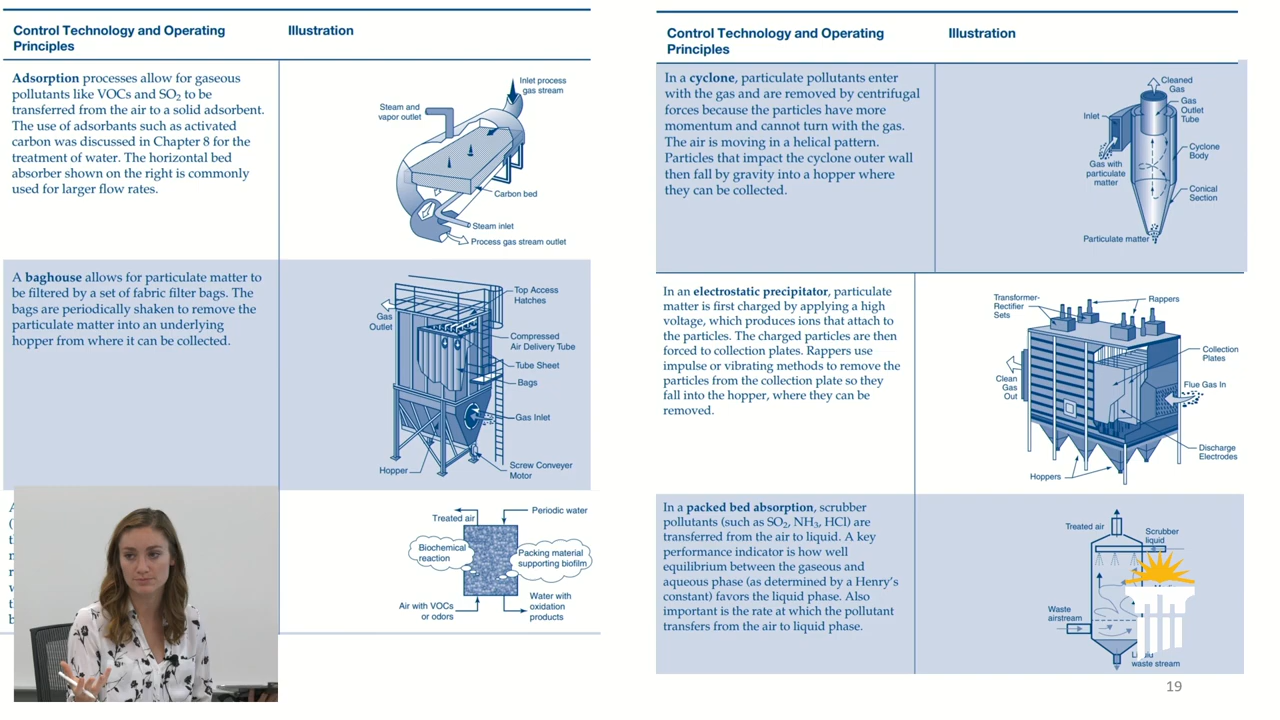 Control Technology and Operating
Principles
Illustration
Adsorption processes allow for gaseous
pollutants like VOCs and SO2 to be
transferred from the air to a solid adsorbent.
The use of adsorbants such as activated
carbon was discussed in Chapter 8 for the
treatment of water. The horizontal bed
absorber shown on the right is commonly
used for larger flow rates.
Inlet process
gas stream
Steam and
vapor outlet
Carbon bed
Steam inlet
Process gas stream outlet
A baghouse allows for particulate matter to
be filtered by a set of fabric filter bags. The
bags are periodically shaken to remove the
particulate matter into an underlying
hopper from where it can be collected.
Top Access
Hatches
Gas
Outlet
Compressed
Air Delivery Tube
Tube Sheet
Bags
Gas Inlet
Hopper
Screw Conveyer
Motor
Treated air
Periodic water
Biochemical
reaction
Packing material
supporting biofilm
Air with VOCs
or odors
Water with
oxidation
products
Control Technology and Operating
Principles
Illustration
In a cyclone, particulate pollutants enter
with the gas and are removed by centrifugal
forces because the particles have more
momentum and cannot turn with the gas.
The air is moving in a helical pattern.
Particles that impact the cyclone outer wall
then fall by gravity into a hopper where
they can be collected.
Cleaned
Gas
Gas
Outlet
Tube
Inlet
Cyclone
Body
Gas with
particulate
matter
Conical
Section
Particulate matter
In an electrostatic precipitator, particulate
matter is first charged by applying a high
voltage, which produces ions that attach to
the particles. The charged particles are then
forced to collection plates. Rappers use
impulse or vibrating methods to remove the
particles from the collection plate so they
fall into the hopper, where they can be
removed.
Transformer-
Rectifier
Sets
Rappers
Collection
Plates
Clean
Gas
Out
Flue Gas In
Discharge
Electrodes
Hoppers
In a packed bed absorption, scrubber
pollutants (such as SO2, NH3, HCl) are
transferred from the air to liquid. A key
performance indicator is how well
equilibrium between the gaseous and
aqueous phase (as determined by a Henry's
constant) favors the liquid phase. Also
important is the rate at which the pollutant
transfers from the air to liquid phase.
Treated air
Scrubber
liquid
Waste
airstream
waste stream
19